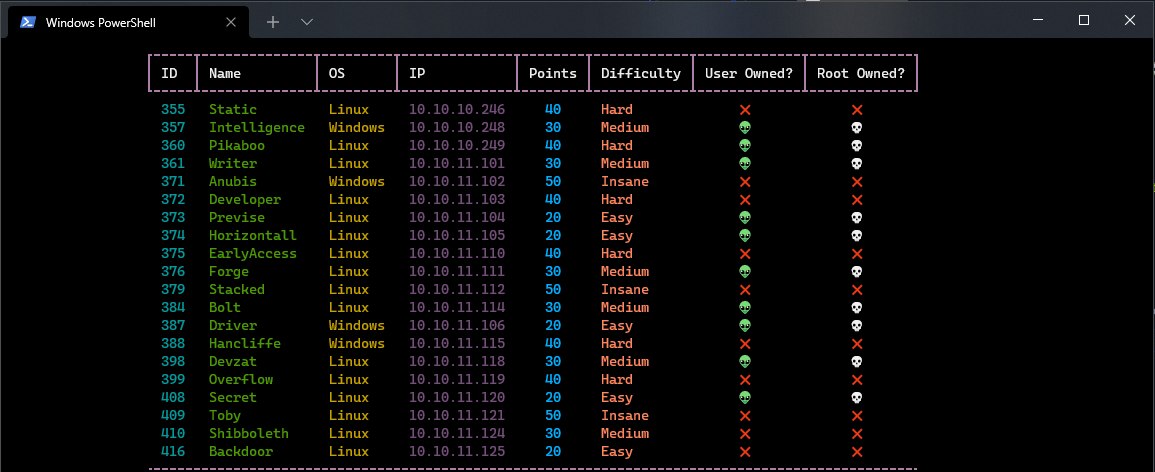 Windows PowerShell
ID Name OS IP Points Difficulty User Owned? Root Owned?
355 Static Linux 10.10.10.246 40 Hard ❌ ❌
357 Intelligence Windows 10.10.10.248 30 Medium 👽 💀
360 Pikaboo Linux 10.10.10.249 40 Hard 👽 💀
361 Writer Linux 10.10.11.101 30 Medium 👽 💀
371 Anubis Windows 10.10.11.102 50 Insane ❌ ❌
372 Developer Linux 10.10.11.103 40 Hard ❌ ❌
373 Previse Linux 10.10.11.104 20 Easy 👽 💀
374 Horizontall Linux 10.10.11.105 20 Easy 👽 💀
375 EarlyAccess Linux 10.10.11.110 40 Hard ❌ ❌
376 Forge Linux 10.10.11.111 30 Medium 👽 💀
379 Stacked Linux 10.10.11.112 50 Insane ❌ ❌
384 Bolt Linux 10.10.11.114 30 Medium 👽 💀
387 Driver Windows 10.10.11.106 20 Easy 👽 💀
388 Hancliffe Windows 10.10.11.115 40 Hard ❌ ❌
398 Devzat Linux 10.10.11.118 30 Medium 👽 💀
399 Overflow Linux 10.10.11.119 40 Hard ❌ ❌
408 Secret Linux 10.10.11.120 20 Easy 👽 💀
409 Toby Linux 10.10.11.121 50 Insane ❌ ❌
410 Shibboleth Linux 10.10.11.124 30 Medium ❌ ❌
416 Backdoor Linux 10.10.11.125 20 Easy ❌ ❌